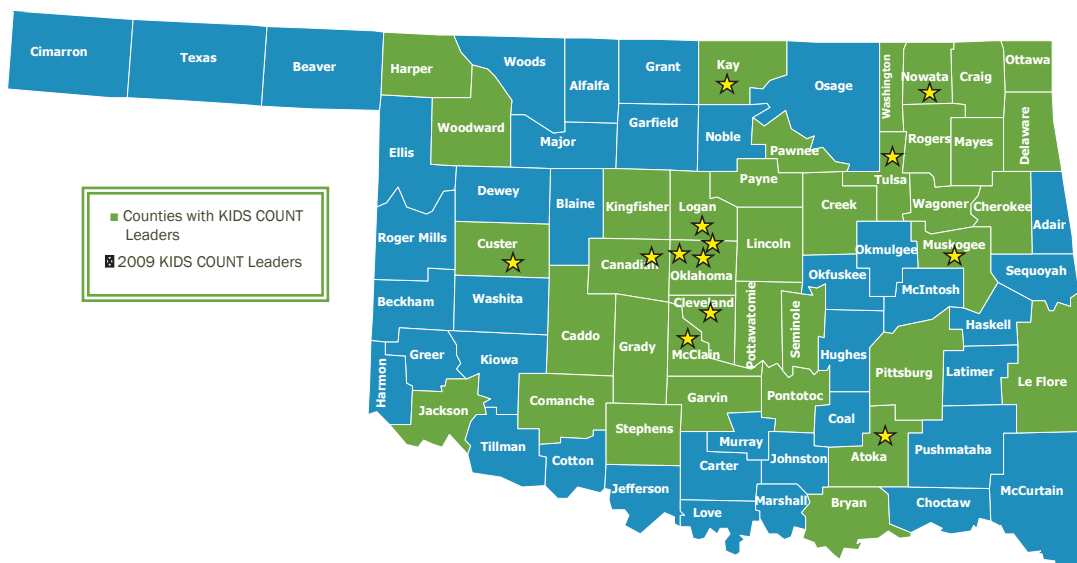 Cimarron
Texas
Beaver
Harper
Woods
Alfalfa
Grant
Kay
Osage
Washington
Nowata
Craig
Ottawa
Woodward
Ellis
Major
Garfield
Noble
Pawnee
Rogers
Mayes
Delaware
Dewey
Blaine
Kingfisher
Logan
Payne
Creek
Tulsa
Wagoner
Cherokee
Adair
Counties with KIDS COUNT
Leaders
2009 KIDS COUNT Leaders
Roger Mills
Custer
Canadian
Oklahoma
Lincoln
Okmulgee
Muskogee
Sequoyah
Okfuskee
McIntosh
Beckham
Washita
Caddo
Grady
Cleveland
McClain
Pottawatomie
Seminole
Hughes
Haskell
Pittsburg
Latimer
Le Flore
Harmon
Greer
Kiowa
Jackson
Comanche
Stephens
Garvin
Pontotoc
Coal
Atoka
Pushmataha
McCurtain
Tillman
Cotton
Jefferson
Murray
Carter
Johnston
Love
Marshall
Bryan
Choctaw